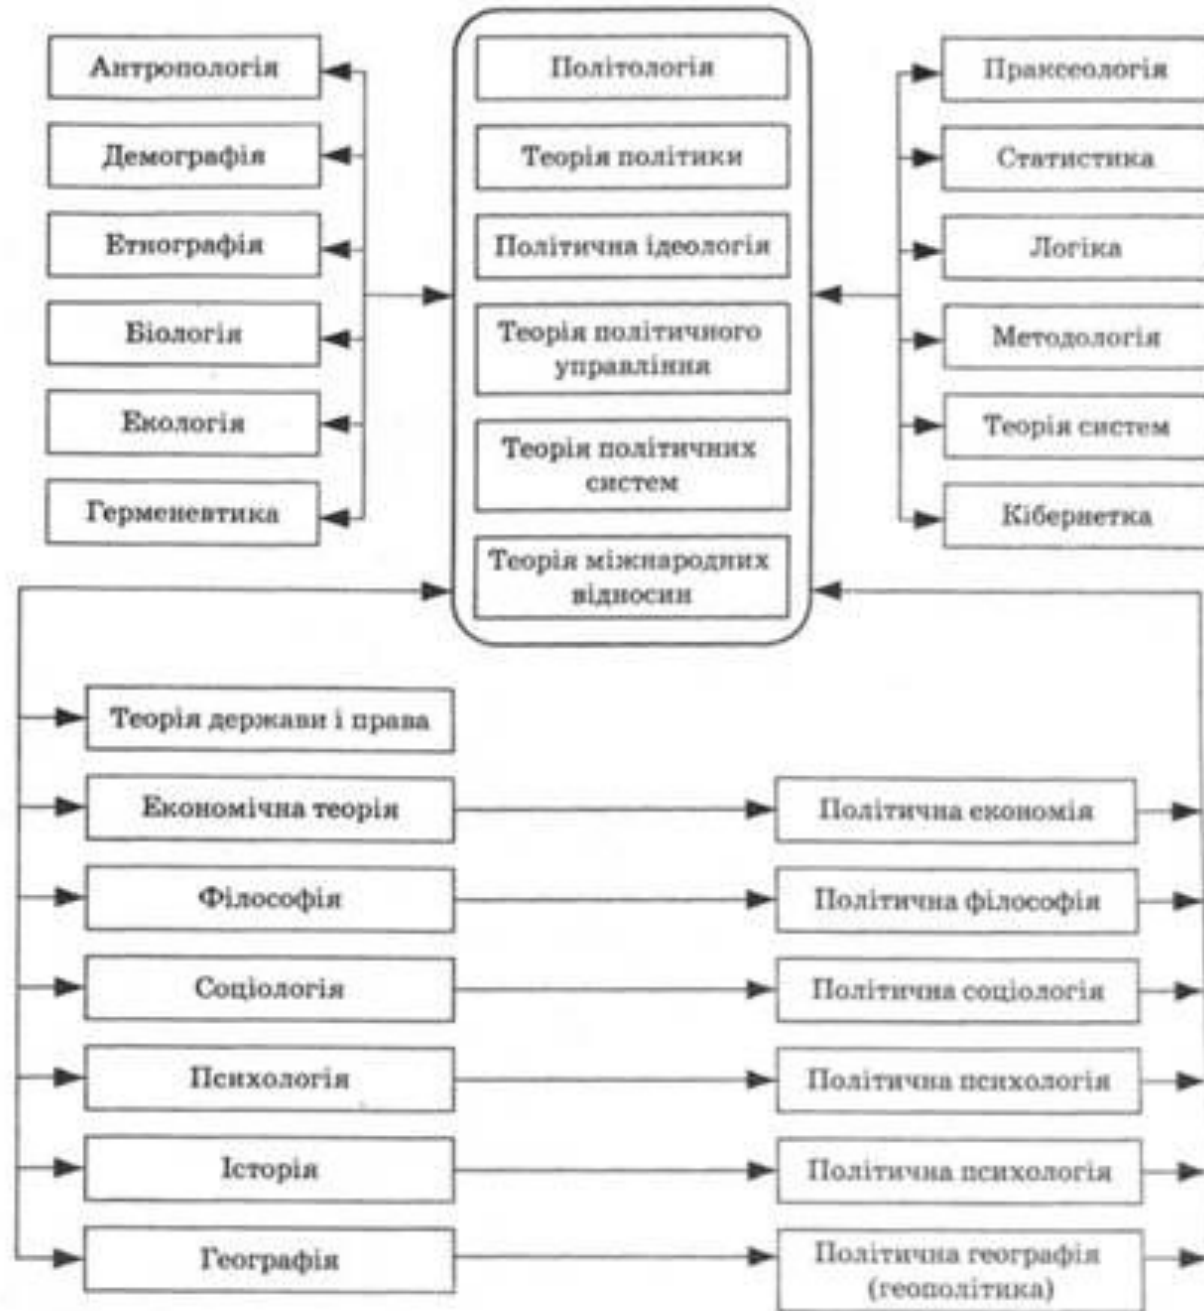 Антропологія
Демографія
Етнографія
Біологія
Екологія
Герменевтика
Політологія
Теорія політики
Політична ідеологія
Теорія політичного
управління
Теорія політичних
систем
Теорія міжнародних
відносин
Праксеологія
Статистика
Логіка
Методологія
Теорія систем
Кібернетка
Теорія держави і права
Економічна теорія
Політична економія
Філософія
Політична філософія
Соціологія
Політична соціологія
Психологія
Політична психологія
Історія
Політична психологія
Географія
Політична географія
(геополітика)